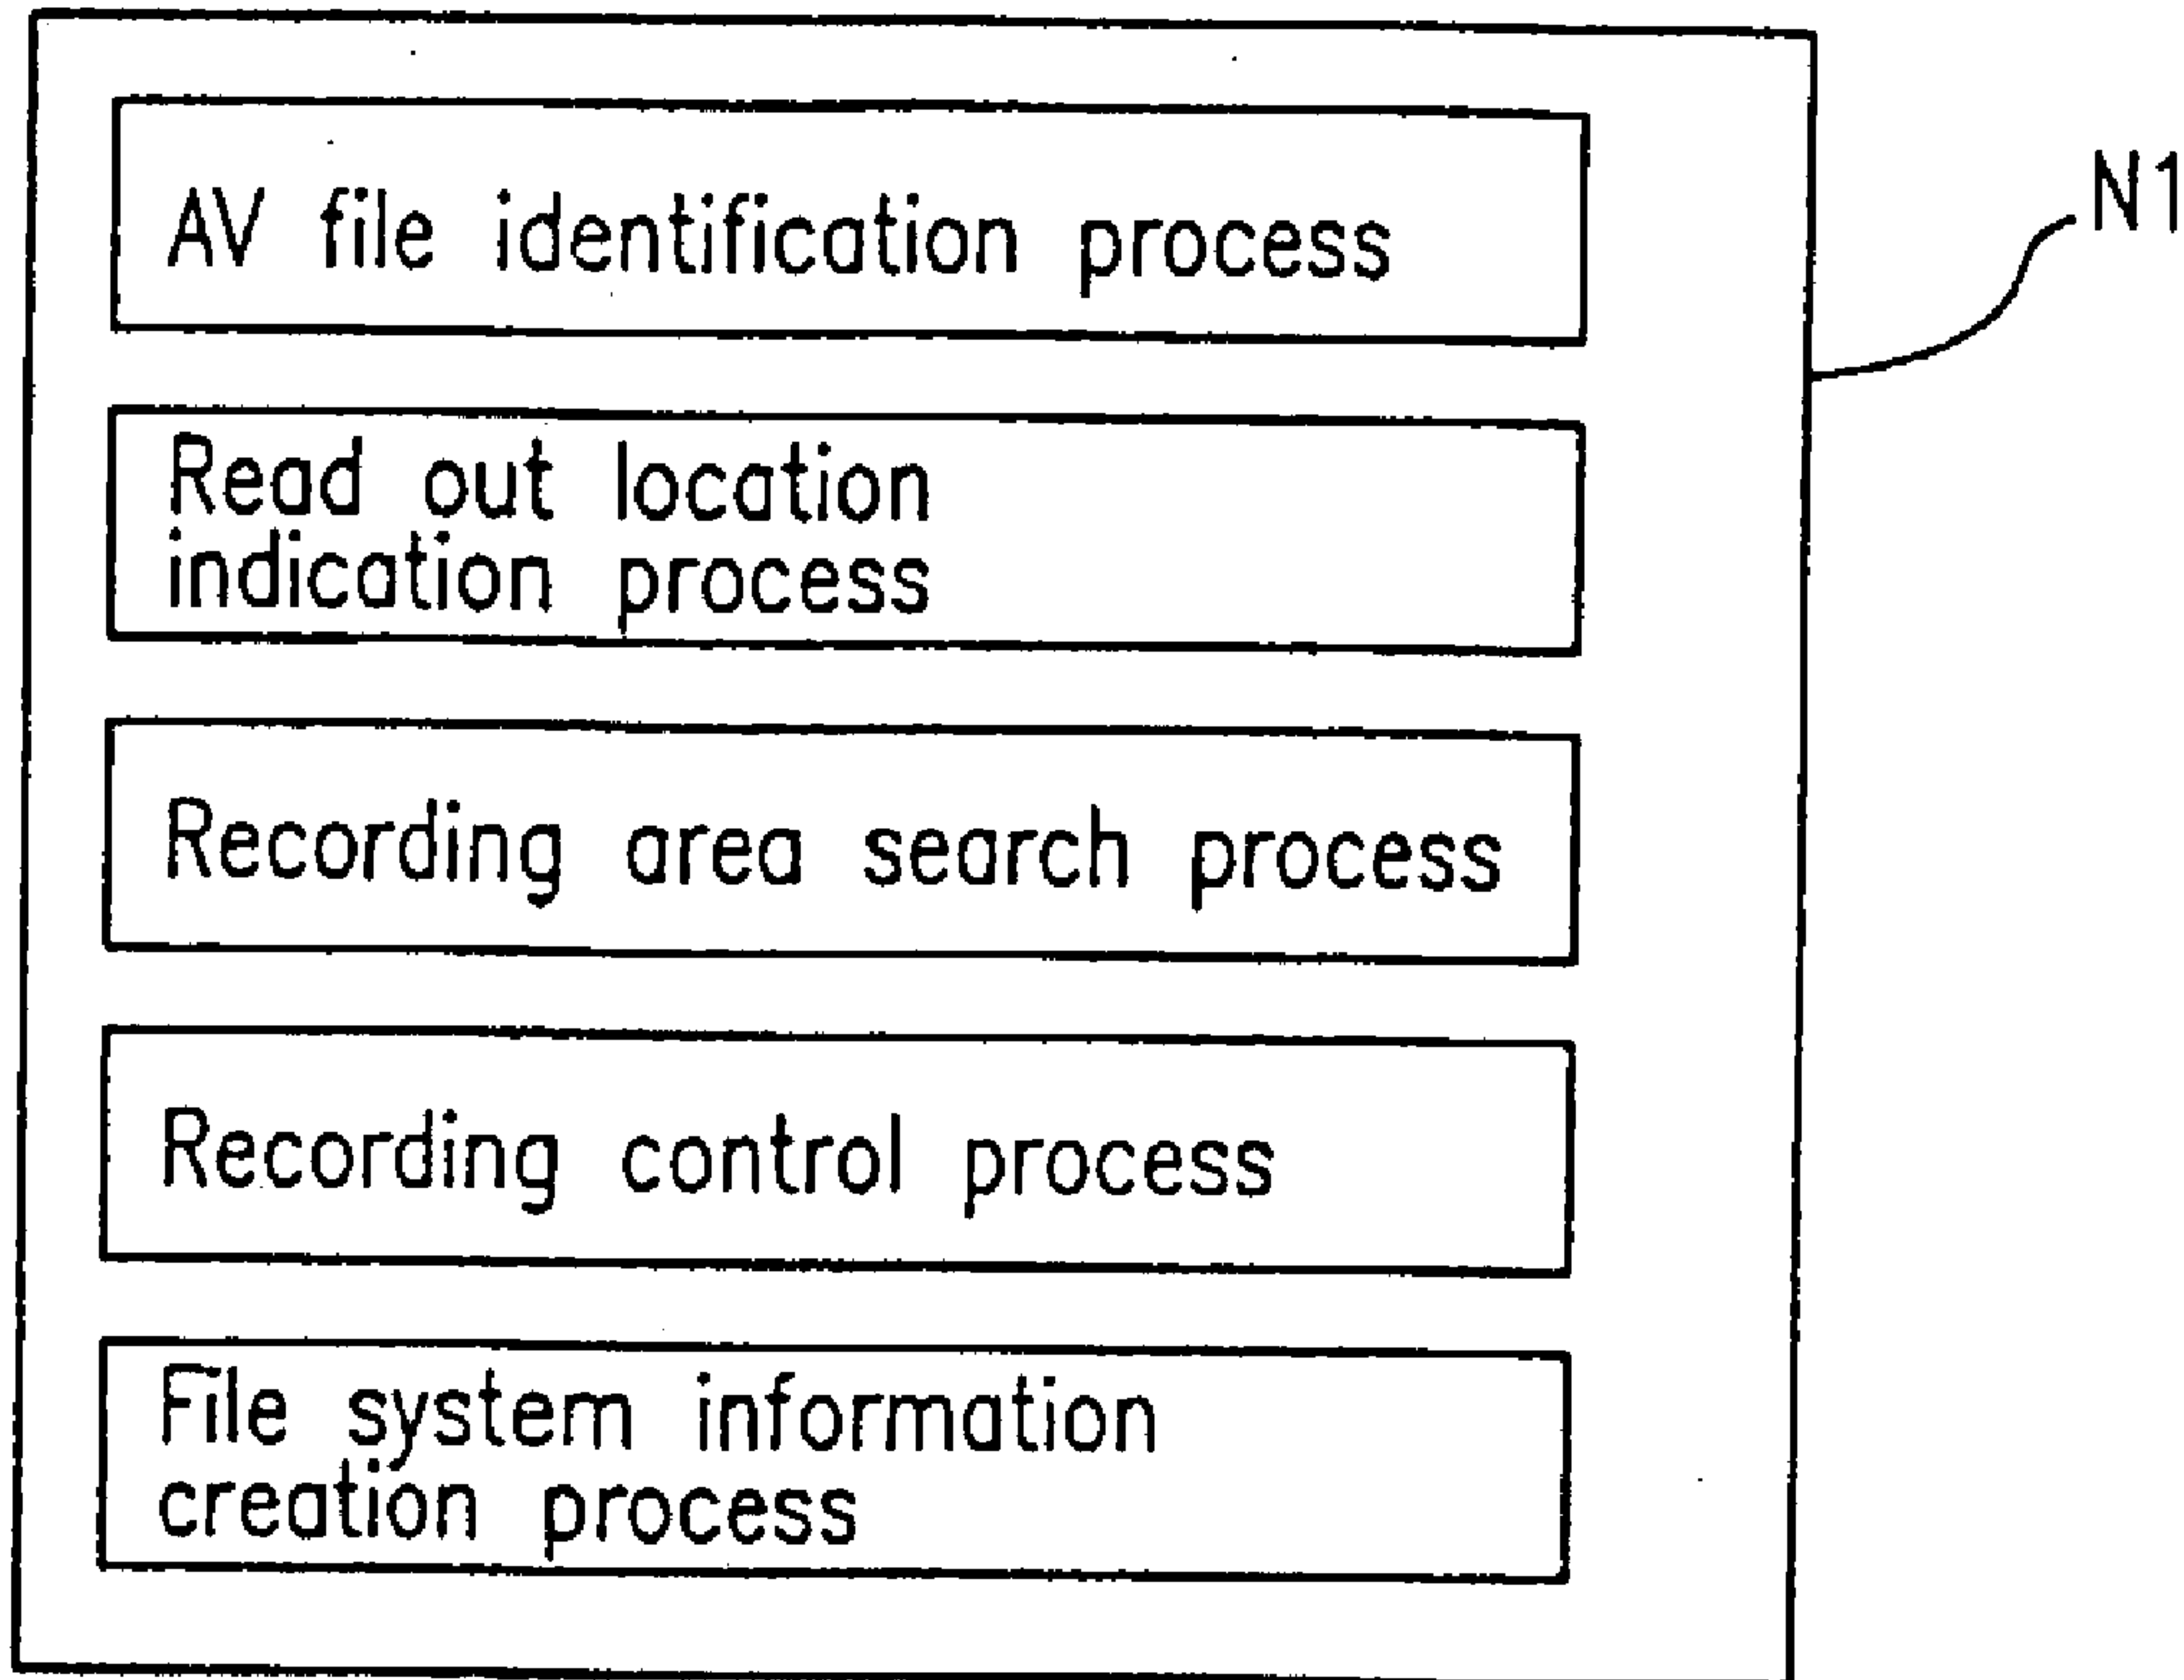 AV file identification process
N1
Read out location
indication process
Recording area search process
Recording control process
File system information
creation process